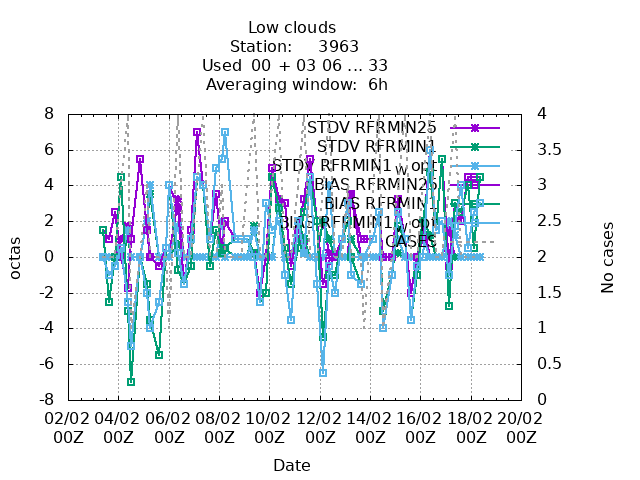 Low clouds
Station: 3963
Used 00 + 03 06 ... 33
Averaging window: 6h
8 6 4 2 0 -2 -4 -6 -8
octas
4 3.5 3 2.5 2 1.5 1 0.5 0
No cases
STDV RFRMIN25
STDV RFRMIN1
STDV RFRMIN1_w_opt
BIAS RFRMIN25
BIAS RFRMIN1
BIAS RFRMIN1_w_opt
CASES
02/02 04/02 06/02 08/02 10/02 12/02 14/02 16/02 18/02 20/02
00Z 00Z 00Z 00Z 00Z 00Z 00Z 00Z 00Z 00Z
Date